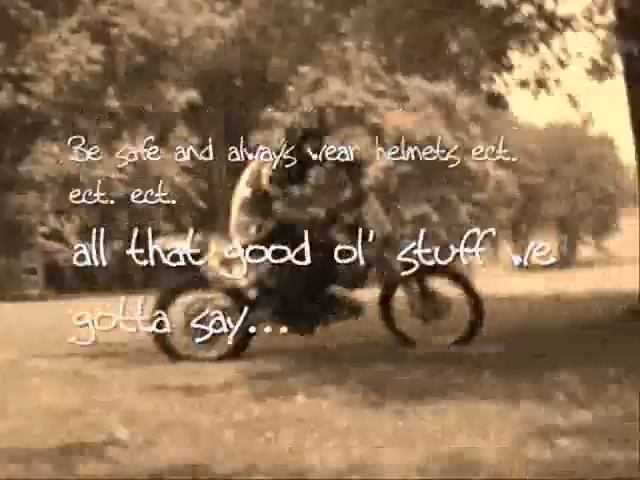 Be safe and always wear helmets ect.
ect. ect.
all that good ol' stuff we
gotta say...